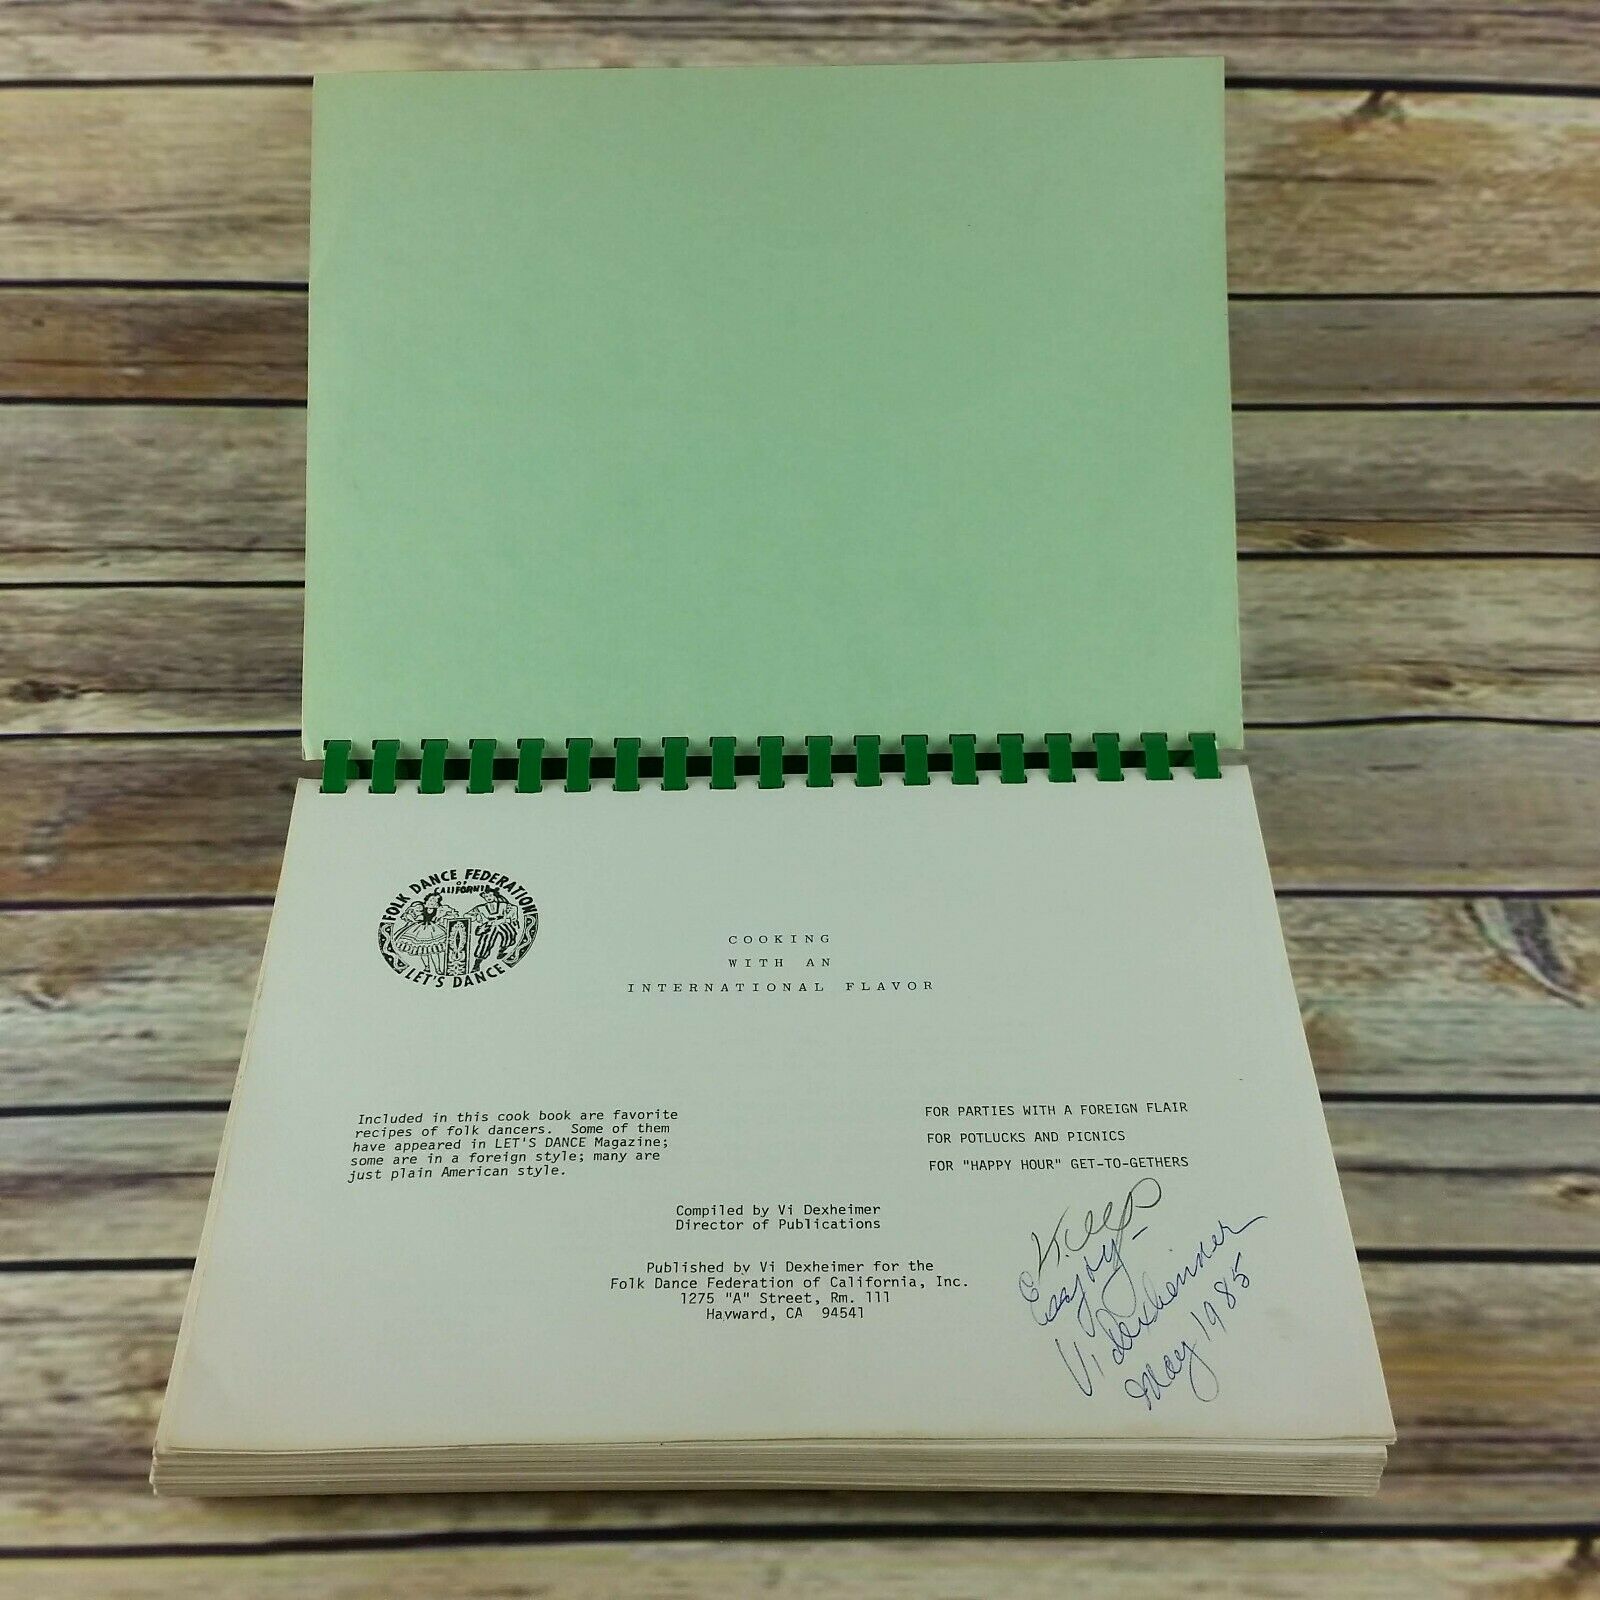 FOLK DANCE FEDERATION
OF
CALIFORNIA
LET'S DANCE
COOKING
WITH AN
INTERNATIONAL FLAVOR
Included in this cook book are favorite
recipes of folk dancers. Some of them
have appeared in LET'S DANCE Magazine;
some are in a foreign style; many are
just plain American style.
FOR PARTIES WITH A FOREIGN FLAIR
FOR POTLUCKS AND PICNICS
FOR "HAPPY HOUR" GET-TO-GETHERS
Compiled by Vi Dexheimer
Director of Publications
Published by Vi Dexheimer for the
Folk Dance Federation of California, Inc.
1275 "A" Street, Rm. 111
Hayward, CA 94541
Enjoy -
Vi Dexheimer
May 1985